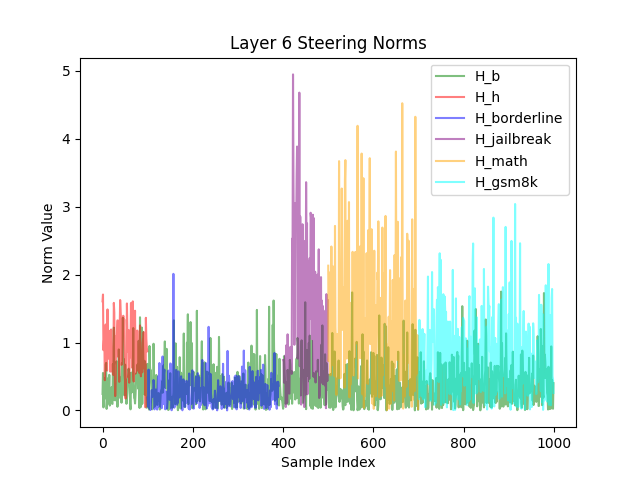 Layer 6 Steering Norms
5
4
3
2
1
0
Norm Value
H_b
H_h
H_borderline
H_jailbreak
H_math
H_gsm8k
0 200 400 600 800 1000
Sample Index